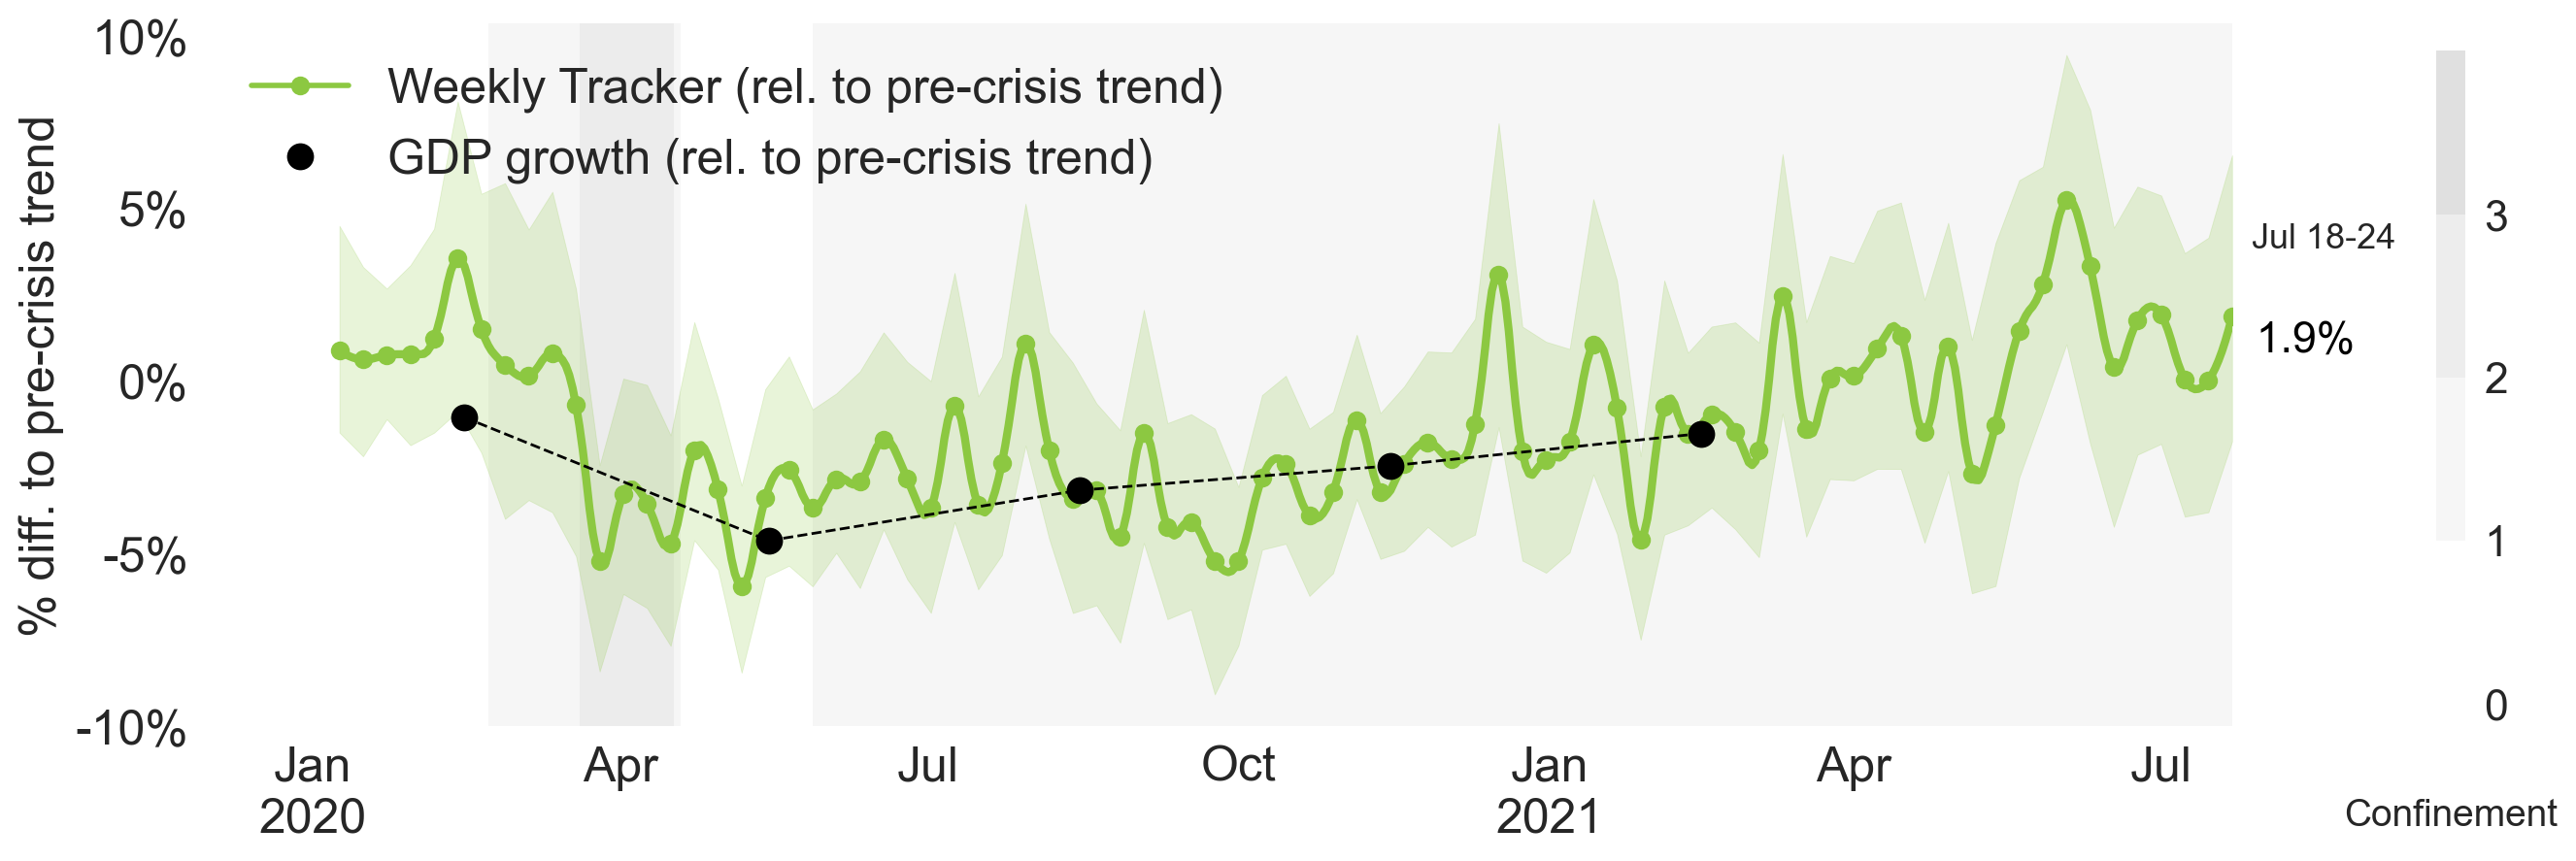 % diff. to pre-crisis trend
10%
5%
0%
-5%
-10%
Weekly Tracker (rel. to pre-crisis trend)
GDP growth (rel. to pre-crisis trend)
Jul 18-24
1.9%
3
2
1
0
Confinement
Jan Apr Jul Oct Jan Apr Jul
2020 2021